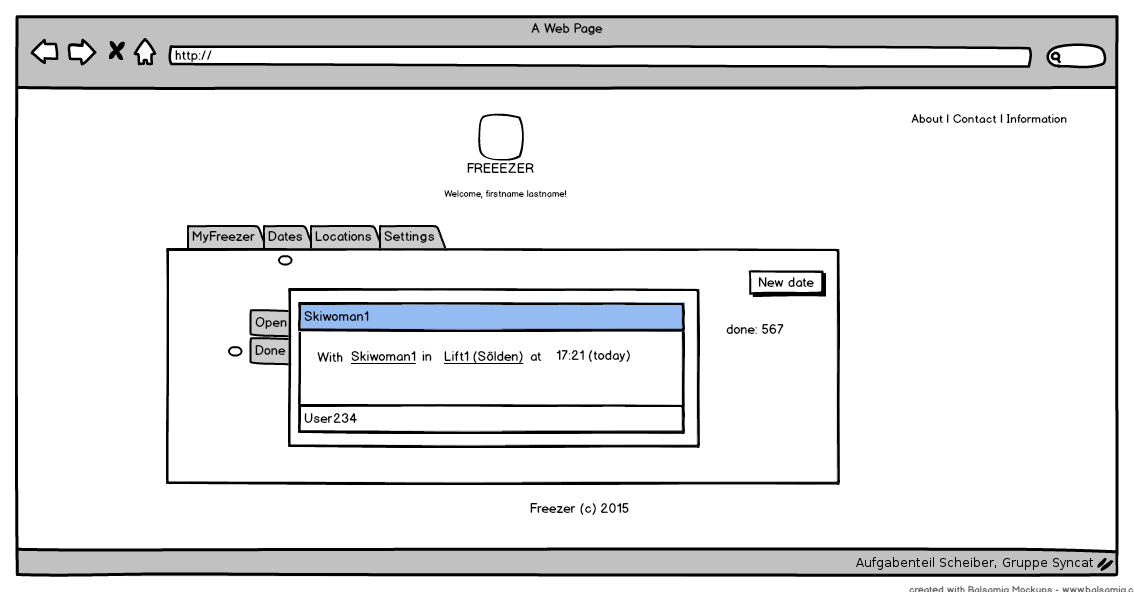 A Web Page
http://
About | Contact | Information
FREEEZER
Welcome, firstname lastname!
MyFreezer Dates Locations Settings
New date
Open
Skiwoman1
done: 567
Done
With Skiwoman1 in Lift1 (Sölden) at 17:21 (today)
User234
Freezer (c) 2015
Aufgabenteil Scheiber, Gruppe Syncat
created with Balsamiq Mockups - www.balsamiq.c